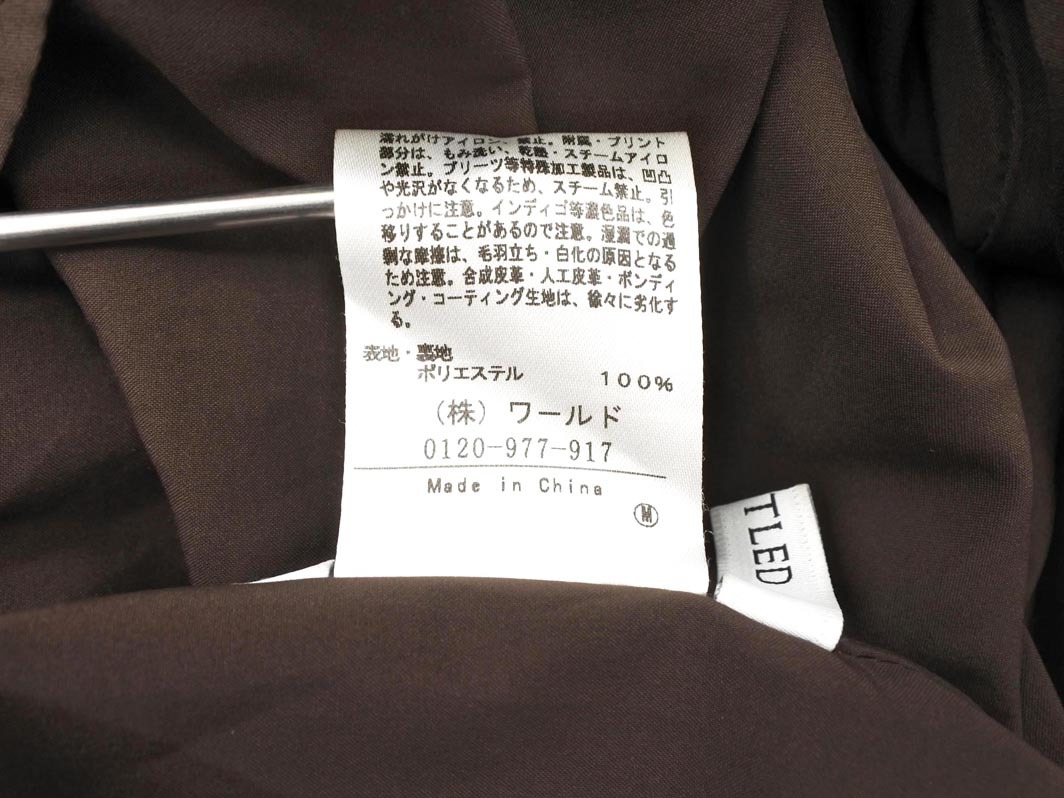 濡れがけアイロン、禁止。附属・プリント
部分は、もみ洗い、乾燥・スチームアイロ
ン禁止。プリーツ等特殊加工製品は、凹凸
や光沢がなくなるため、スチーム禁止。引
っかけに注意。インディゴ等濃色品は、色
移りすることがあるので注意。湿潤での過
剰な摩擦は、毛羽立ち・白化の原因となる
ため注意。合成皮革・人工皮革・ボンディ
ング・コーティング生地は、徐々に劣化す
る。
表地・裏地
ポリエステル 100%
(株) ワールド
0120-977-917
Made in China
M
TLED